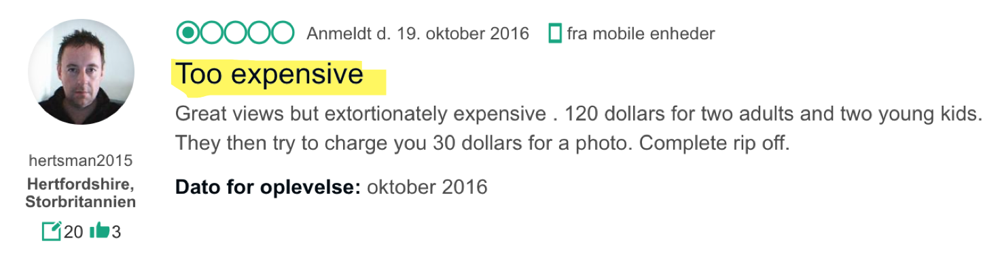 Anmeldt d. 19. oktober 2016 fra mobile enheder
Too expensive
Great views but extortionately expensive . 120 dollars for two adults and two young kids.
They then try to charge you 30 dollars for a photo. Complete rip off.
Dato for oplevelse: oktober 2016
hertsman2015
Hertfordshire,
Storbritannien
20 3